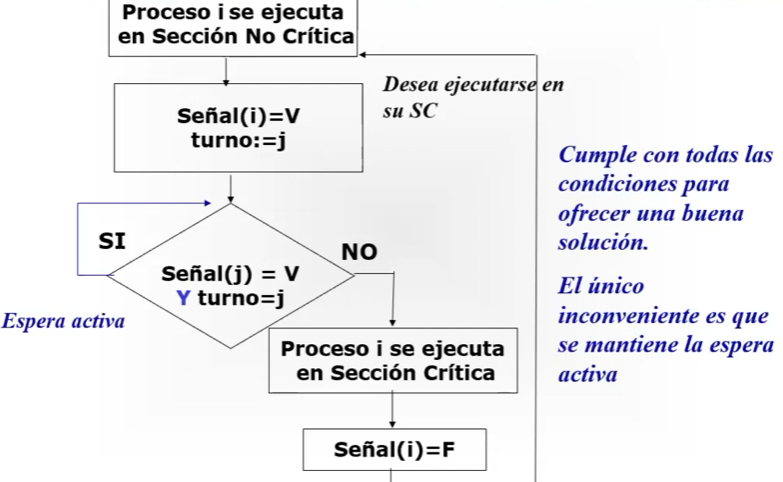 Proceso i se ejecuta
en Sección No Crítica
Desea ejecutarse en
su SC
Señal(i)=V
turno:=j
Cumple con todas las
condiciones para
ofrecer una buena
solución.
SI
NO
Señal(j) = V
Y turno=j
El único
inconveniente es que
se mantiene la espera
activa
Espera activa
Proceso i se ejecuta
en Sección Crítica
Señal(i)=F